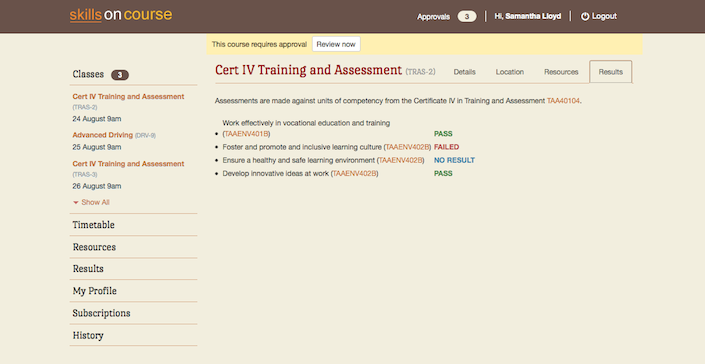 skills on course
Approvals 3 Hi, Samantha Lloyd Logout
This course requires approval Review now
Classes 3
Cert IV Training and Assessment
(TRAS-2)
24 August 9am
Advanced Driving (DRV-9)
25 August 9am
Cert IV Training and Assessment
(TRAS-3)
26 August 9am
Show All
Timetable
Resources
Results
My Profile
Subscriptions
History
Cert IV Training and Assessment (TRAS-2) Details Location Resources Results
Assessments are made against units of competency from the Certificate IV in Training and Assessment TAA40104.
Work effectively in vocational education and training
(TAAENV401B) PASS
Foster and promote and inclusive learning culture (TAAENV402B) FAILED
Ensure a healthy and safe learning environment (TAAENV402B) NO RESULT
Develop innovative ideas at work (TAAENV402B) PASS